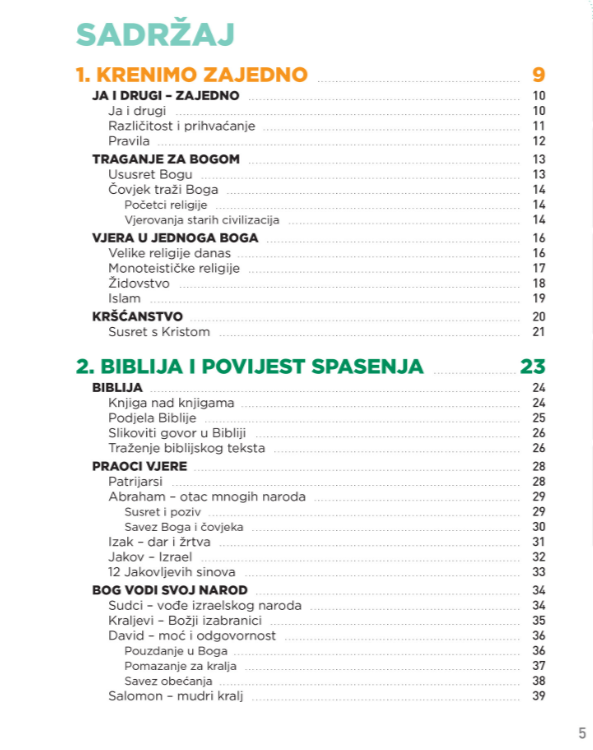 SADRŽAJ
1. KRENIMO ZAJEDNO 9
JA I DRUGI – ZAJEDNO 10
Ja i drugi 10
Različitost i prihvaćanje 11
Pravila 12
TRAGANJE ZA BOGOM 13
Ususret Bogu 13
Čovjek traži Boga 14
Početci religije 14
Vjerovanja starih civilizacija 14
VJERA U JEDNOGA BOGA 16
Velike religije danas 16
Monoteističke religije 17
Židovstvo 18
Islam 19
KRŠĆANSTVO 20
Susret s Kristom 21
2. BIBLIJA I POVIJEST SPASENJA 23
BIBLIJA 24
Knjiga nad knjigama 24
Podjela Biblije 25
Slikoviti govor u Bibliji 26
Traženje biblijskog teksta 26
PRAOCI VJERE 28
Patrijarsi 28
Abraham – otac mnogih naroda 29
Susret i poziv 29
Savez Boga i čovjeka 30
Izak – dar i žrtva 31
Jakov – Izrael 32
12 Jakovljevih sinova 33
BOG VODI SVOJ NAROD 34
Sudci – vođe izraelskog naroda 34
Kraljevi – Božji izabranici 35
David – moć i odgovornost 36
Pouzdanje u Boga 36
Pomazanje za kralja 37
Savez obećanja 38
Salomon – mudri kralj 39
5